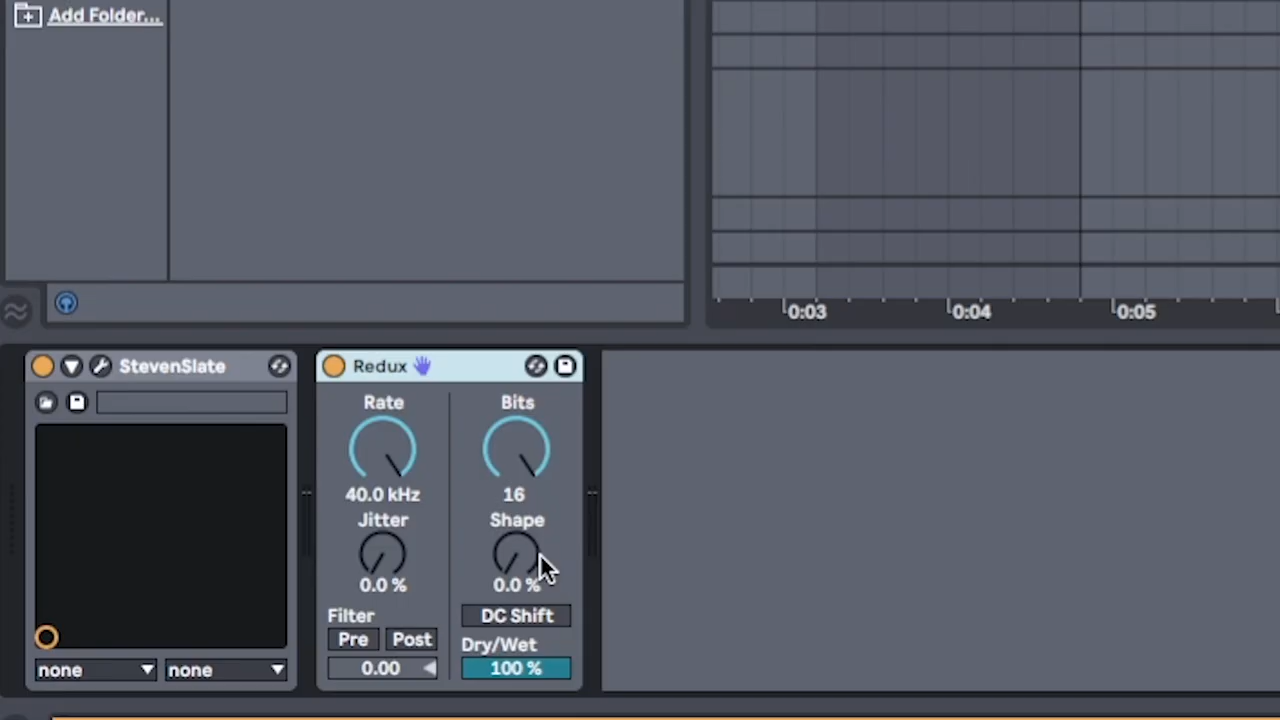 Add Folder...
0:03 0:04 0:05
StevenSlate
Redux
Rate Bits
40.0 kHz 16
Jitter Shape
0.0 % 0.0 %
Filter
DC Shift
Pre Post
Dry/Wet
0.00 100 %
none none